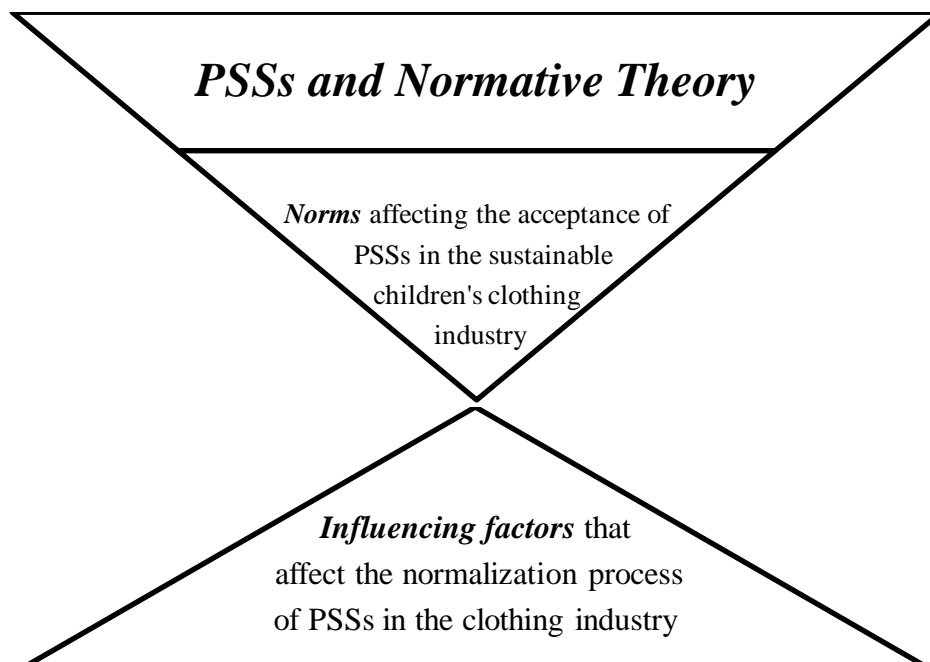 PSSs and Normative Theory
Norms affecting the acceptance of
PSSs in the sustainable
children's clothing
industry
Influencing factors that
affect the normalization process
of PSSs in the clothing industry